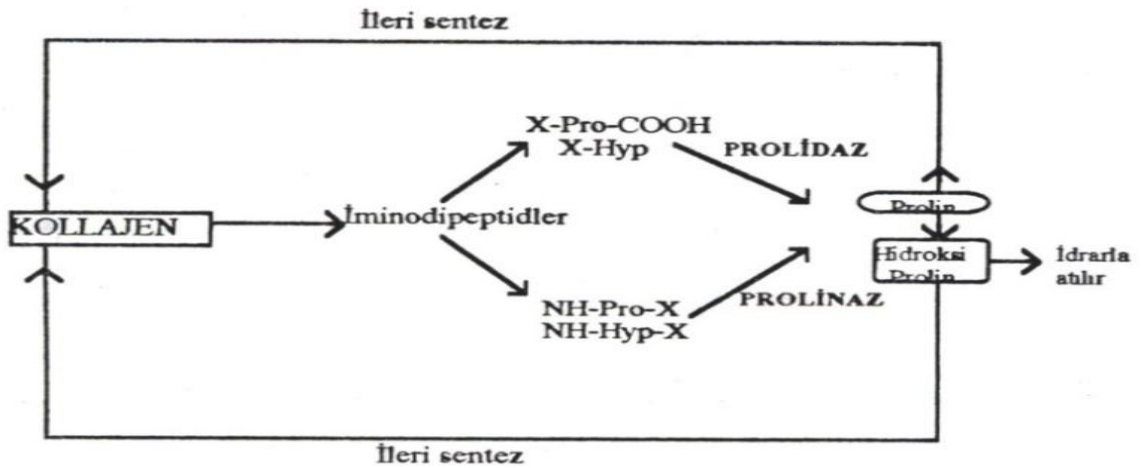 İleri sentez
X-Pro-COOH
X-Hyp
PROLİDAZ
KOLLAJEN
İminodipeptidler
Prolin
Hidroksi
Prolin
İdrarla
atılır
NH-Pro-X
NH-Hyp-X
PROLİNAZ
İleri sentez